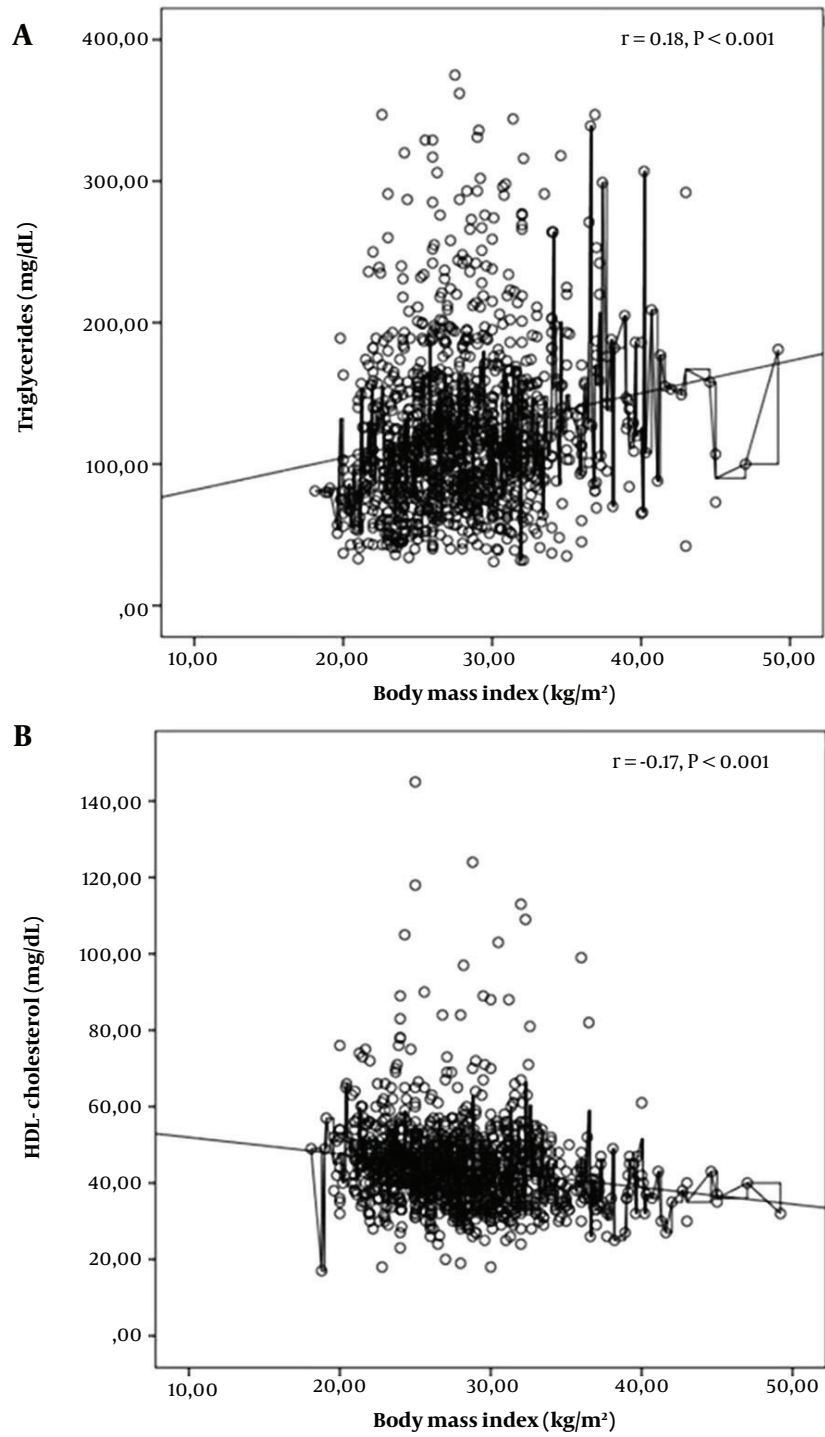 A
r = 0.18, P < 0.001
400,00
300,00
200,00
100,00
,00
Triglycerides (mg/dL)
10,00 20,00 30,00 40,00 50,00
Body mass index (kg/m²)
B
r = -0.17, P < 0.001
140,00
120,00
100,00
80,00
60,00
40,00
20,00
,00
HDL- cholesterol (mg/dL)
10,00 20,00 30,00 40,00 50,00
Body mass index (kg/m²)